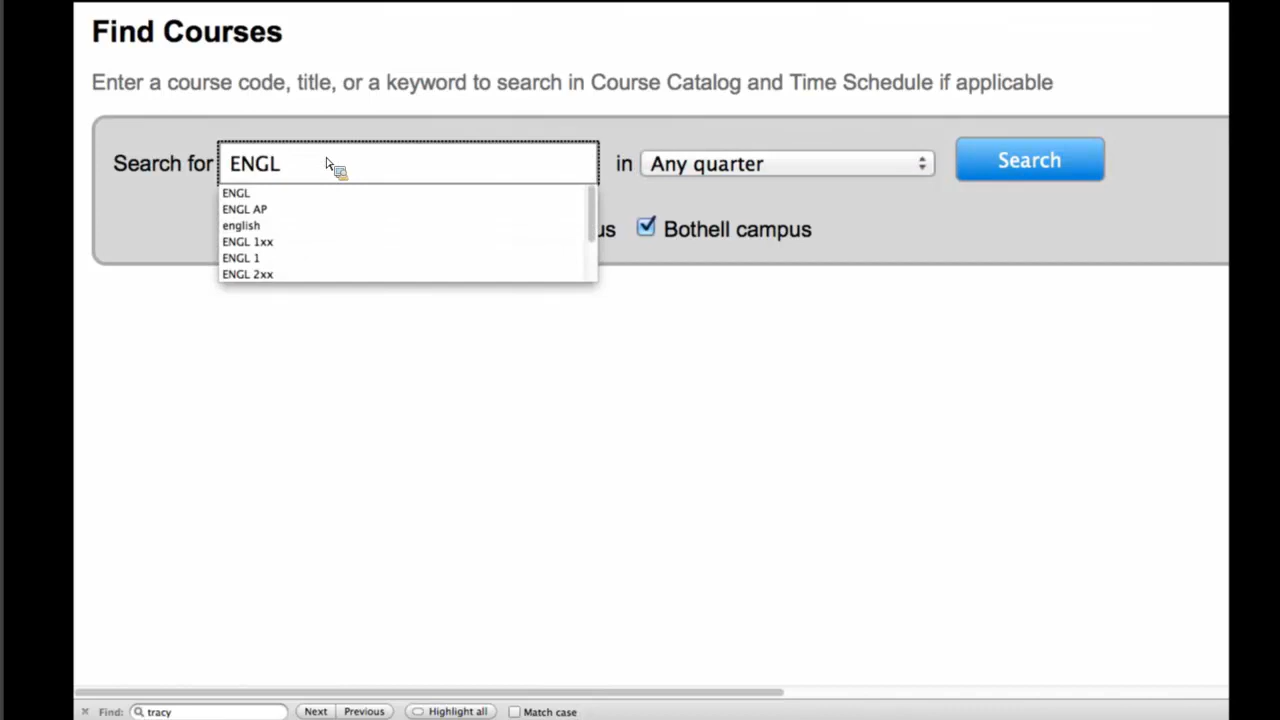 Find Courses
Enter a course code, title, or a keyword to search in Course Catalog and Time Schedule if applicable
Search for ENGL in Any quarter Search
ENGL
ENGL AP
english
ENGL 1xx
ENGL 1
ENGL 2xx
us Bothell campus
Find: tracy Next Previous Highlight all Match case